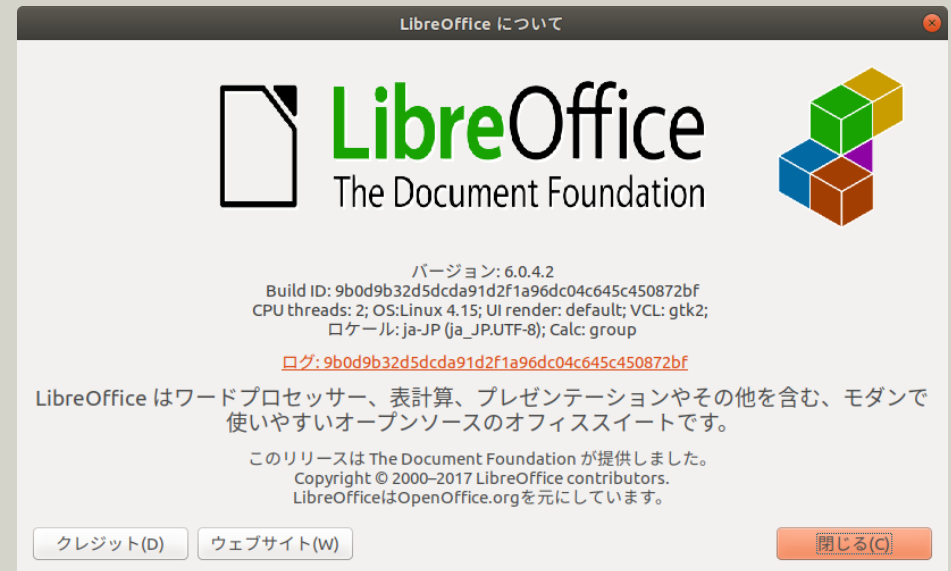 LibreOffice について
LibreOffice
The Document Foundation
バージョン: 6.0.4.2
Build ID: 9b0d9b32d5dcda91d2f1a96dc04c645c450872bf
CPU threads: 2; OS:Linux 4.15; UI render: default; VCL: gtk2;
ロケール: ja-JP (ja_JP.UTF-8); Calc: group
ログ: 9b0d9b32d5dcda91d2f1a96dc04c645c450872bf
LibreOffice はワードプロセッサー、表計算、プレゼンテーションやその他を含む、モダンで
使いやすいオープンソースのオフィススイートです。
このリリースは The Document Foundation が提供しました。
Copyright © 2000–2017 LibreOffice contributors.
LibreOfficeはOpenOffice.orgを元にしています。
クレジット(D) ウェブサイト(W) 閉じる(C)